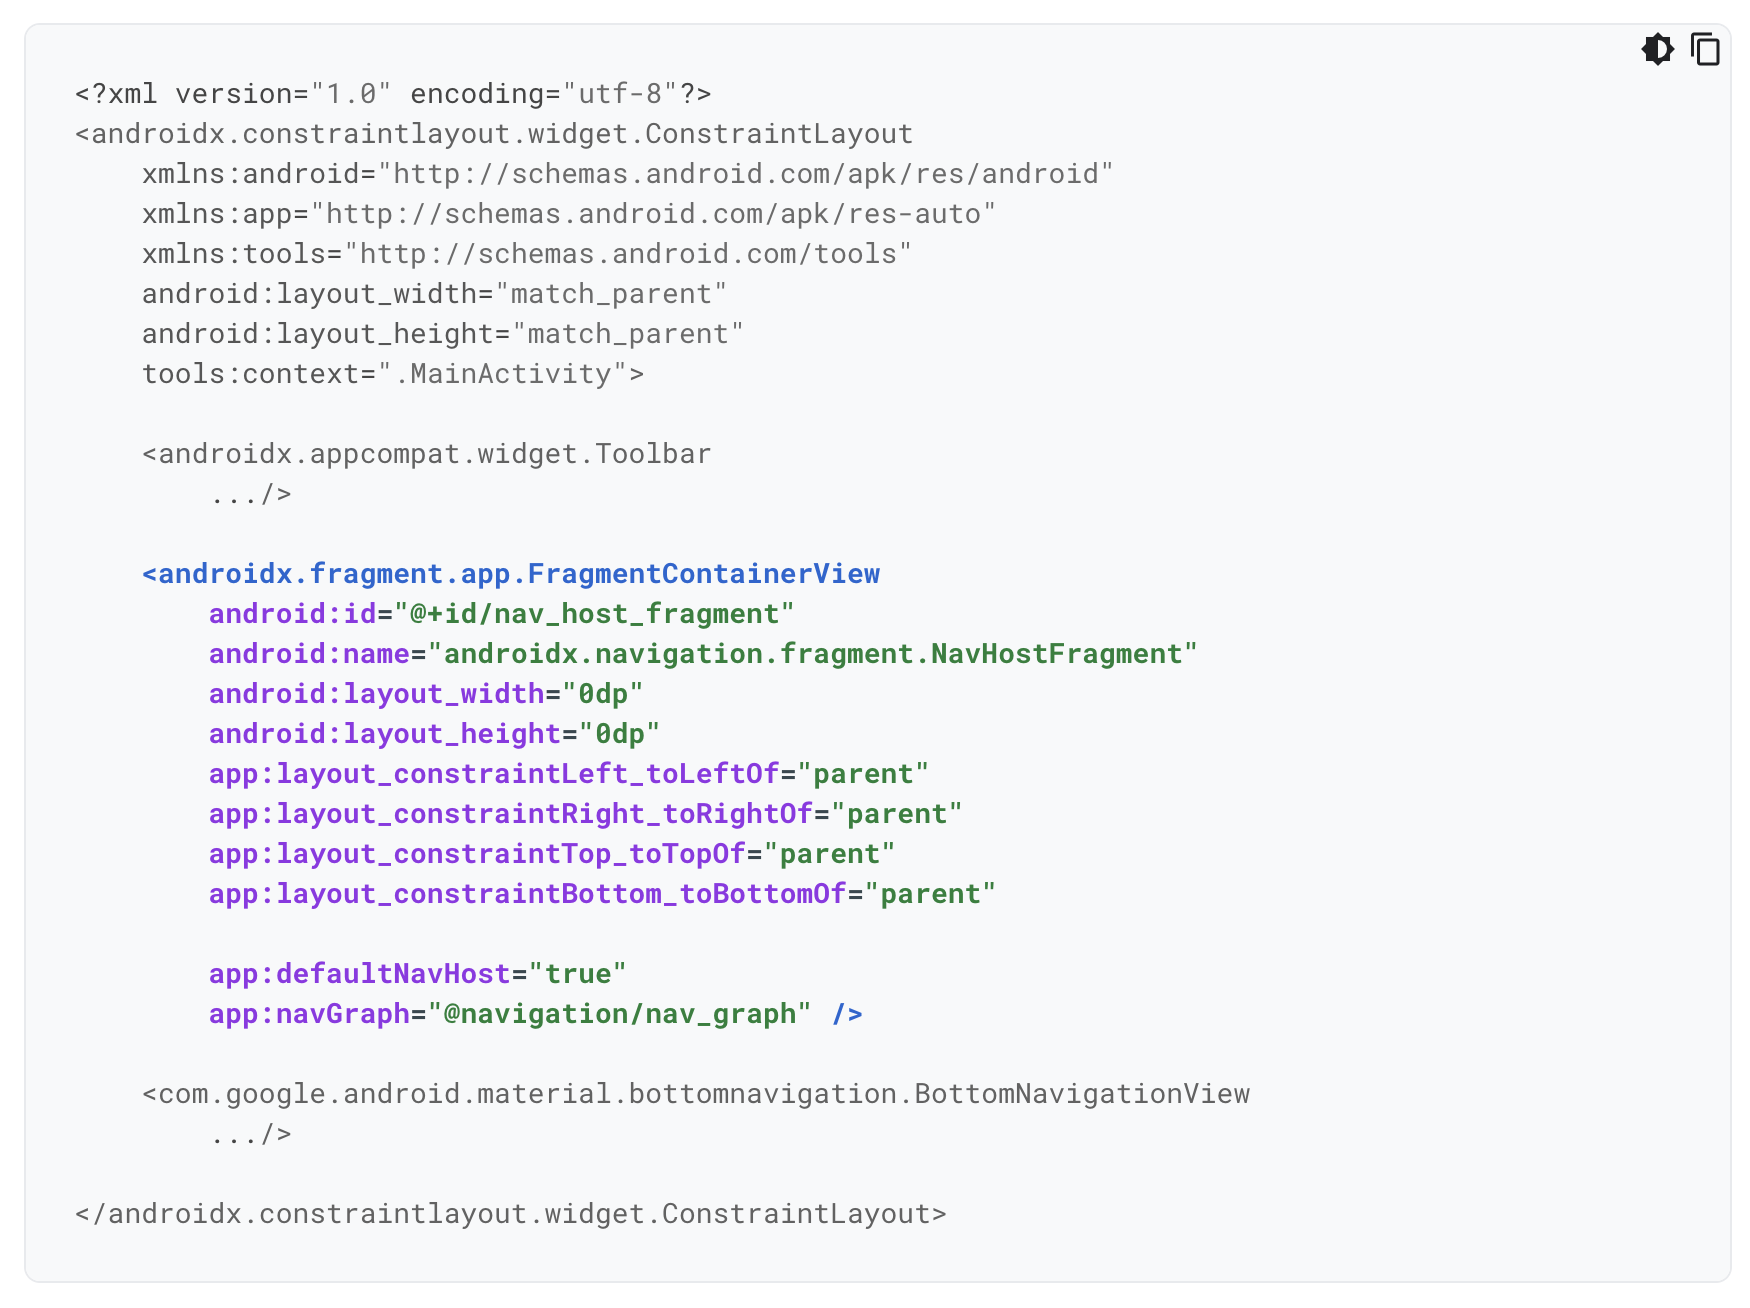 <?xml version="1.0" encoding="utf-8"?>
<androidx.constraintlayout.widget.ConstraintLayout
    xmlns:android="http://schemas.android.com/apk/res/android"
    xmlns:app="http://schemas.android.com/apk/res-auto"
    xmlns:tools="http://schemas.android.com/tools"
    android:layout_width="match_parent"
    android:layout_height="match_parent"
    tools:context=".MainActivity">

    <androidx.appcompat.widget.Toolbar
        .../>

    <androidx.fragment.app.FragmentContainerView
        android:id="@+id/nav_host_fragment"
        android:name="androidx.navigation.fragment.NavHostFragment"
        android:layout_width="0dp"
        android:layout_height="0dp"
        app:layout_constraintLeft_toLeftOf="parent"
        app:layout_constraintRight_toRightOf="parent"
        app:layout_constraintTop_toTopOf="parent"
        app:layout_constraintBottom_toBottomOf="parent"

        app:defaultNavHost="true"
        app:navGraph="@navigation/nav_graph" />

    <com.google.android.material.bottomnavigation.BottomNavigationView
        .../>

</androidx.constraintlayout.widget.ConstraintLayout>